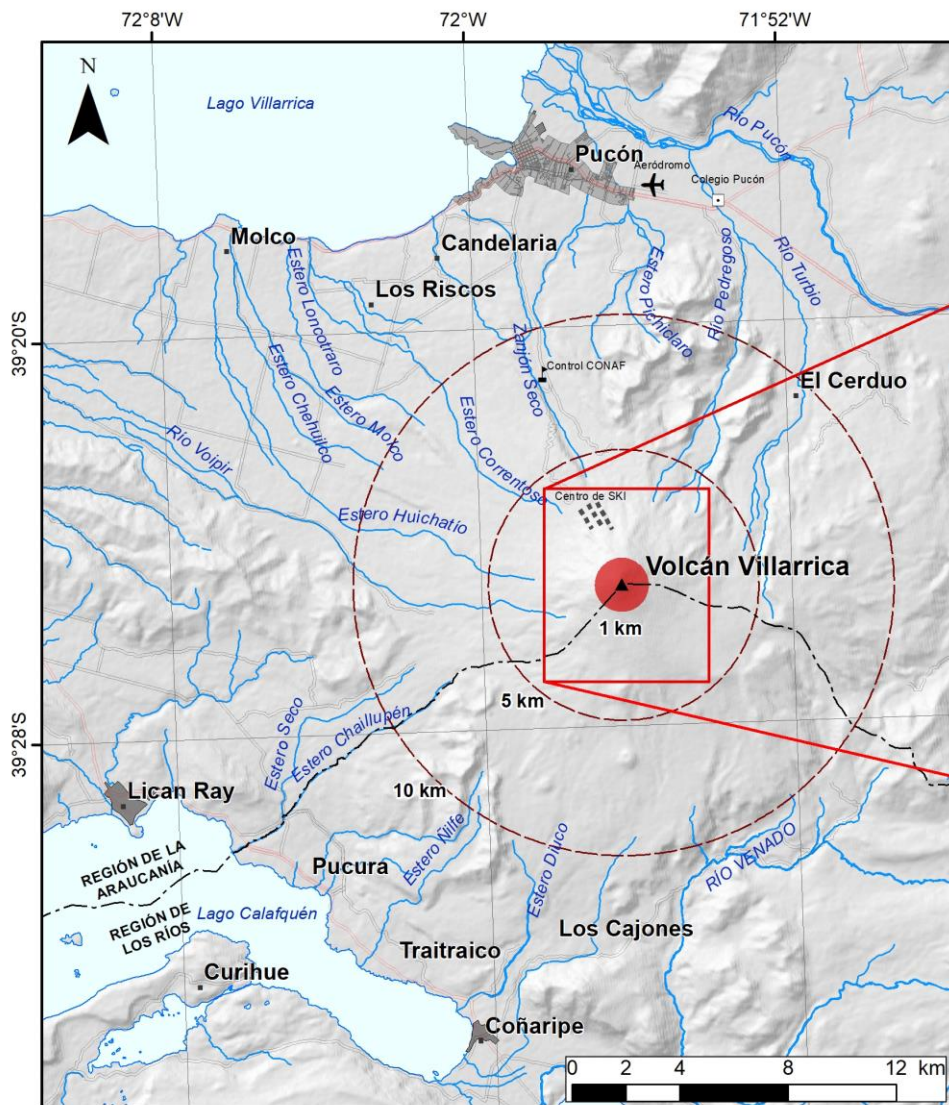 72°8'W
72°W
71°52'W
N
Lago Villarrica
Río Pucón
Pucón
Aeródromo
Colegio Pucón
Molco
Candelaria
Los Riscos
Estero Loncotraro
Estero Pichiclaro
Río Pedregoso
Río Turbio
39°20'S
Zanjón Seco
Control CONAF
El Cerduo
Estero Chehuilco
Estero Molco
Estero Correntoso
Río Voipir
Centro de SKI
Estero Huichatío
Volcán Villarrica
1 km
5 km
Estero Seco
Estero Chaillupén
39°28'S
10 km
Lican Ray
REGIÓN DE LA
ARAUCANÍA
Pucura
Estero Ñilfe
Estero Diuco
RÍO VENADO
REGIÓN DE
LOS RÍOS
Lago Calafquén
Los Cajones
Traitraico
Curihue
Coñaripe
0 2 4 8 12 km